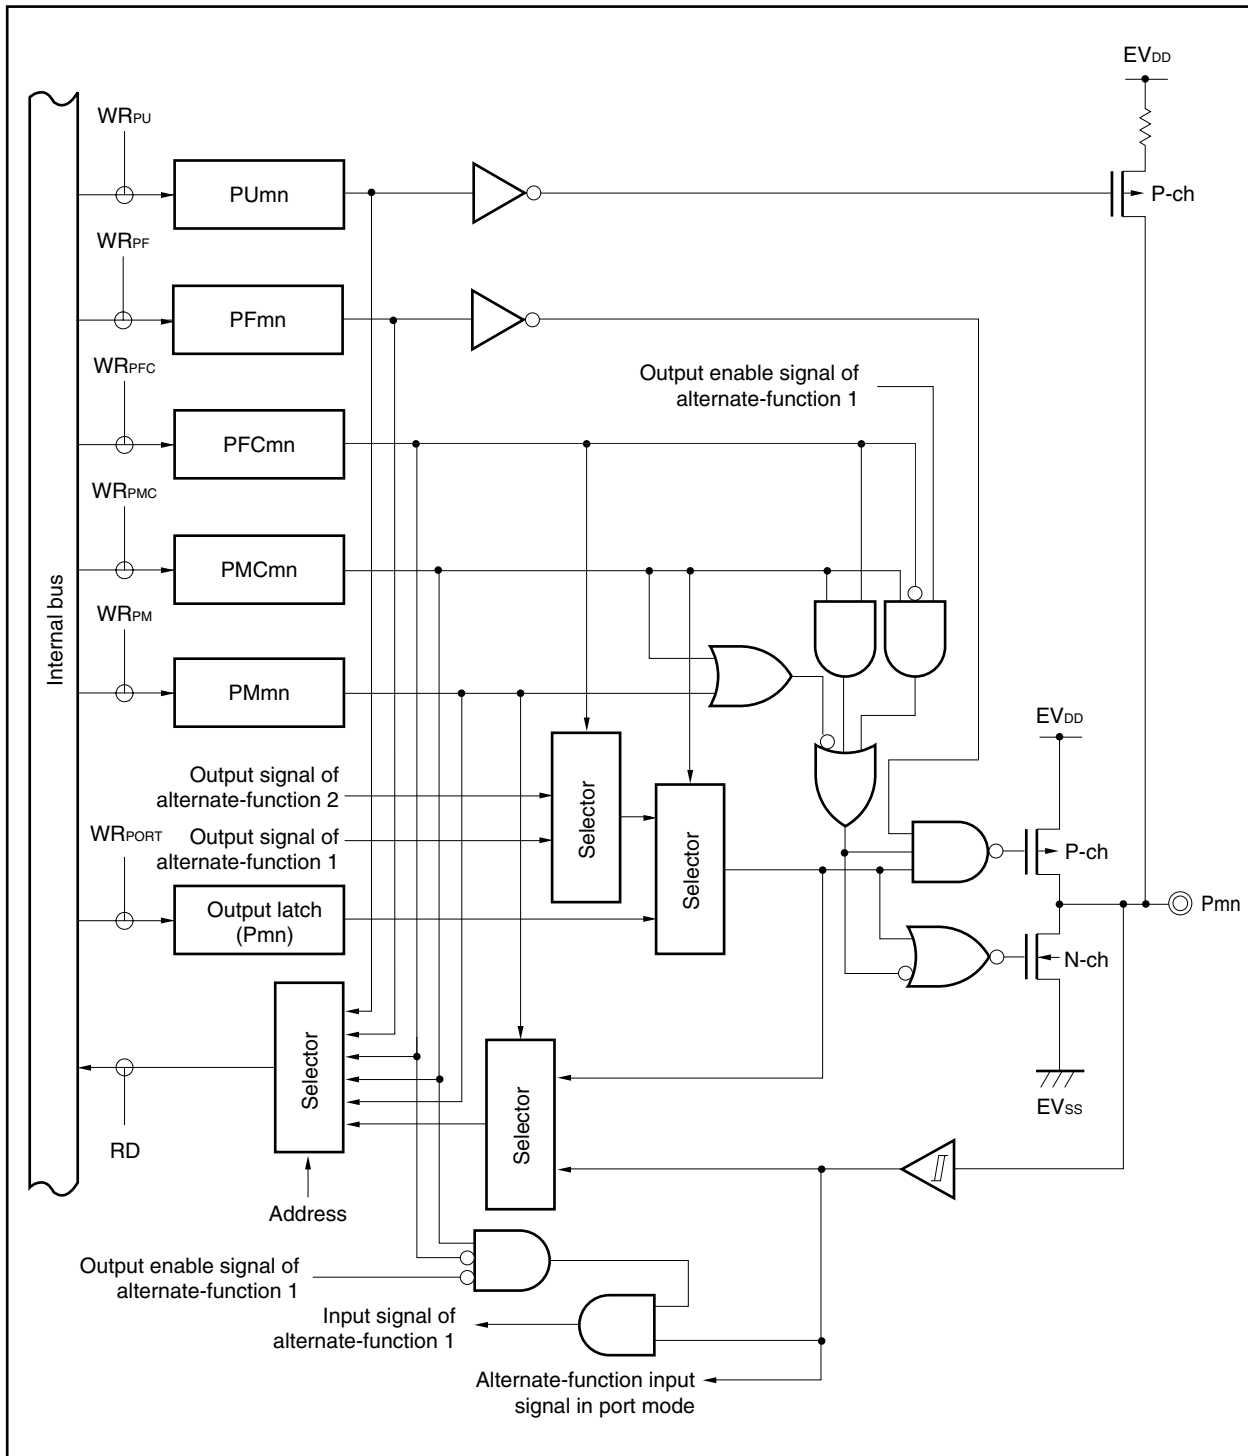 EVDD
WRPU
PUmn
P-ch
WRPF
PFmn
WRPFC
Output enable signal of
alternate-function 1
PFCmn
WRPMC
PMCmn
Internal bus
WRPM
PMmn
EVDD
Output signal of
alternate-function 2
WRPORT
Output signal of
alternate-function 1
Selector
Selector
P-ch
Output latch
(Pmn)
Pmn
N-ch
Selector
Selector
RD
EVSS
Address
Output enable signal of
alternate-function 1
Input signal of
alternate-function 1
Alternate-function input
signal in port mode